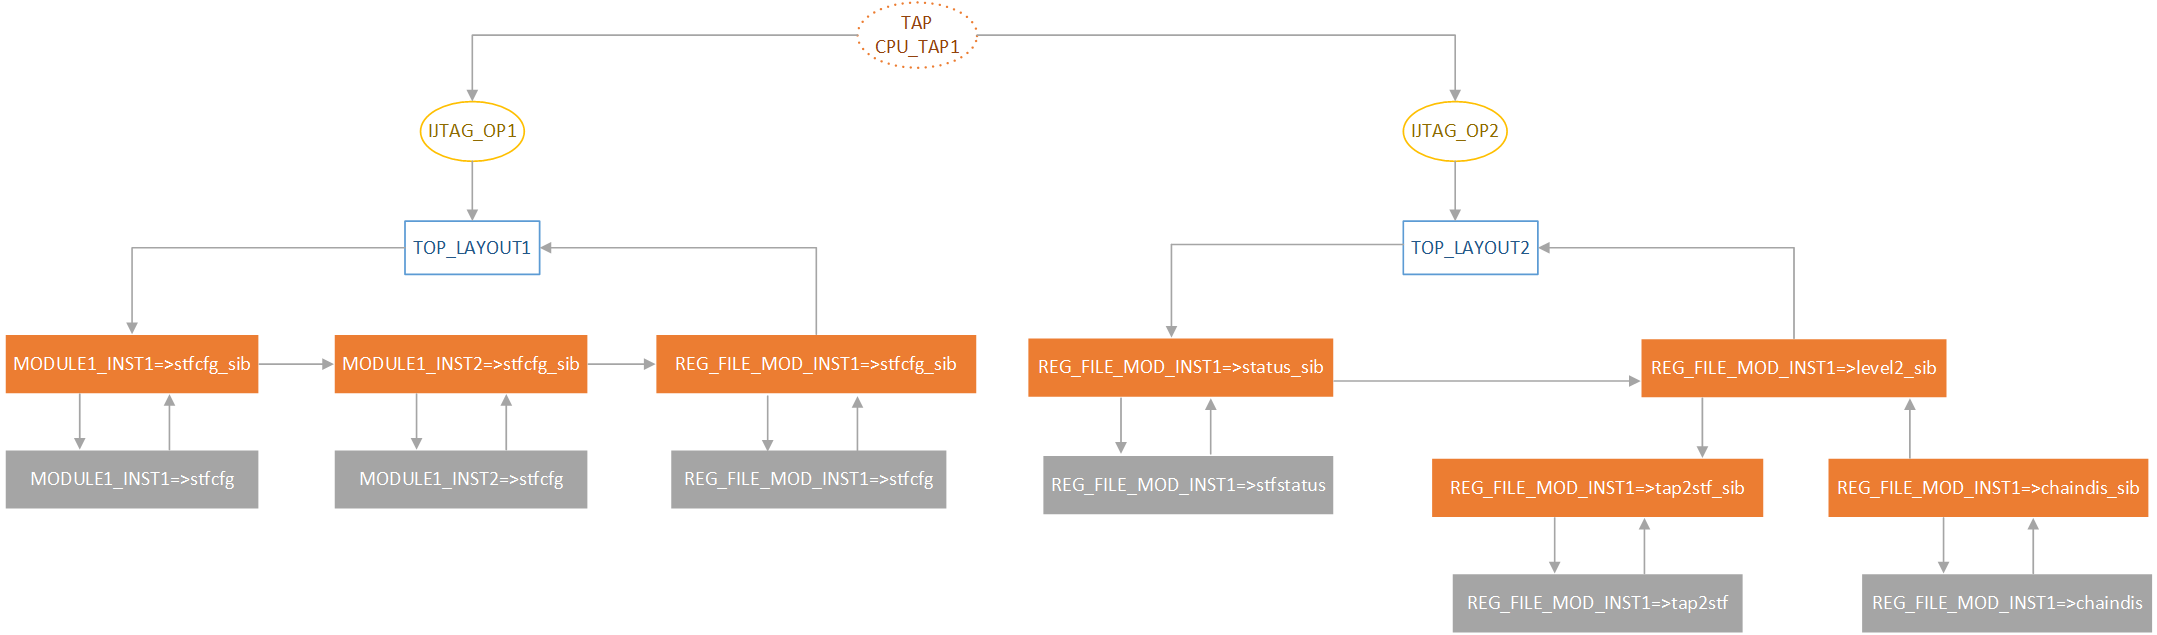 TAP
CPU_TAP1
IJTAG_OP1
IJTAG_OP2
TOP_LAYOUT1
TOP_LAYOUT2
MODULE1_INST1=>stfcfg_sib
MODULE1_INST2=>stfcfg_sib
REG_FILE_MOD_INST1=>stfcfg_sib
REG_FILE_MOD_INST1=>status_sib
REG_FILE_MOD_INST1=>level2_sib
MODULE1_INST1=>stfcfg
MODULE1_INST2=>stfcfg
REG_FILE_MOD_INST1=>stfcfg
REG_FILE_MOD_INST1=>stfstatus
REG_FILE_MOD_INST1=>tap2stf_sib
REG_FILE_MOD_INST1=>chaindis_sib
REG_FILE_MOD_INST1=>tap2stf
REG_FILE_MOD_INST1=>chaindis